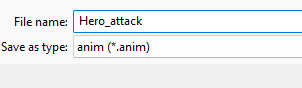 File name: Hero_attack
Save as type: anim (*.anim)